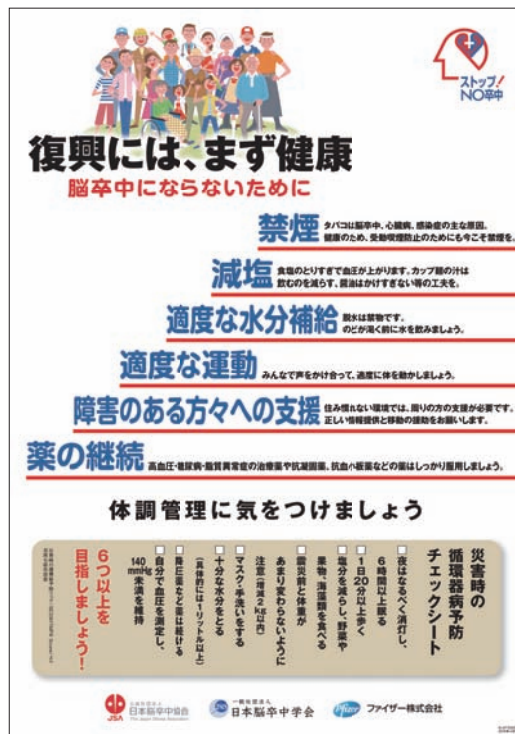 ストップ!
NO卒中
復興には、まず健康
脳卒中にならないために
禁煙
タバコは脳卒中、心臓病、感染症の主な原因。
健康のため、受動喫煙防止のためにも今こそ禁煙を。
減塩
食塩のとりすぎで血圧が上がります。カップ麺の汁は
飲むのを減らす、醤油はかけすぎない等の工夫を。
適度な水分補給
脱水は禁物です。
のどが渇く前に水を飲みましょう。
適度な運動
みんなで声をかけ合って、適度に体を動かしましょう。
障害のある方々への支援
住み慣れない環境では、周りの方の支援が必要です。
正しい情報提供と移動の援助をお願いします。
薬の継続
高血圧・糖尿病・脂質異常症の治療薬や抗凝固薬、抗血小板薬などの薬はしっかり服用しましょう。
体調管理に気をつけましょう
災害時の
循環器病予防
チェックシート
□夜はなるべく消灯し、
6時間以上眠る
□1日20分以上歩く
□塩分を減らし、野菜や
果物、海藻類を食べる
□震災前と体重が
あまり変わらないように
注意(増減2kg以内)
□マスク・手洗いをする
□十分な水分をとる
(具体的には1リットル以上)
□降圧薬など薬は続ける
□自分で血圧を測定し、
140mmHg未満を維持
6つ以上を
目指しましょう!
JSA
公益社団法人
日本脳卒中協会
The Japan Stroke Association
一般社団法人
日本脳卒中学会
Pfizer
ファイザー株式会社